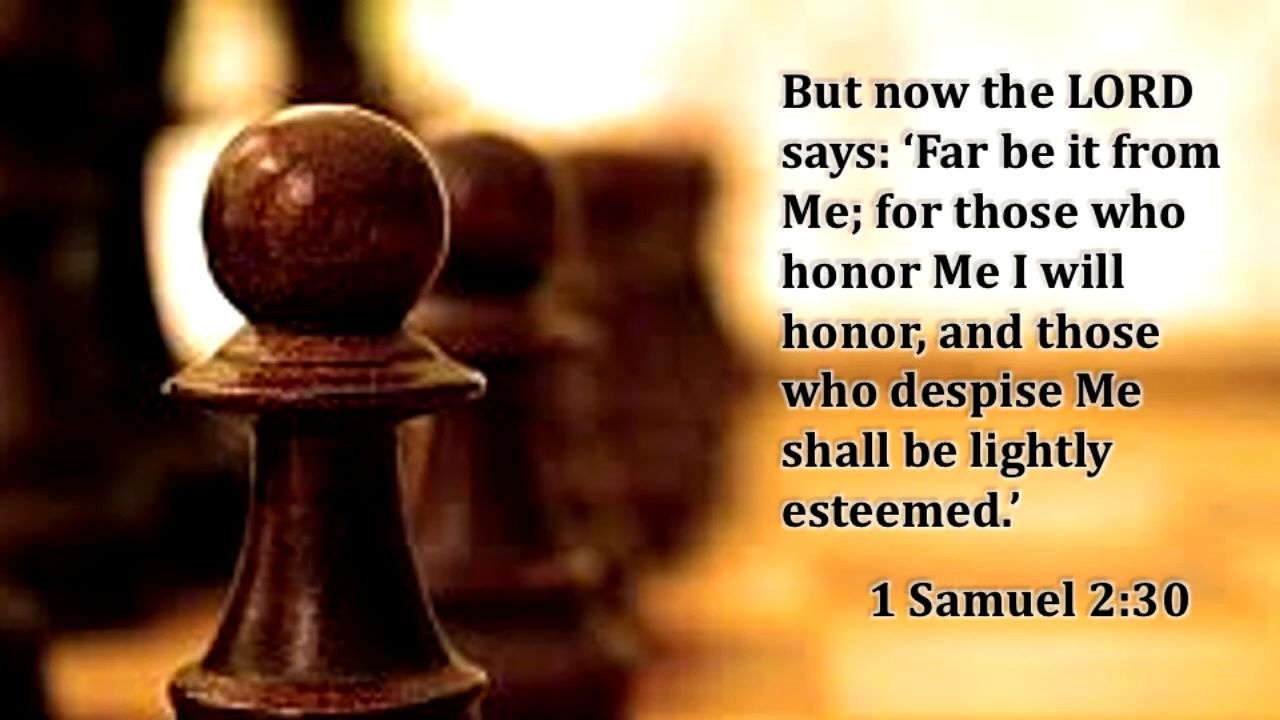 But now the LORD
says: ‘Far be it from
Me; for those who
honor Me I will
honor, and those
who despise Me
shall be lightly
esteemed.’
1 Samuel 2:30